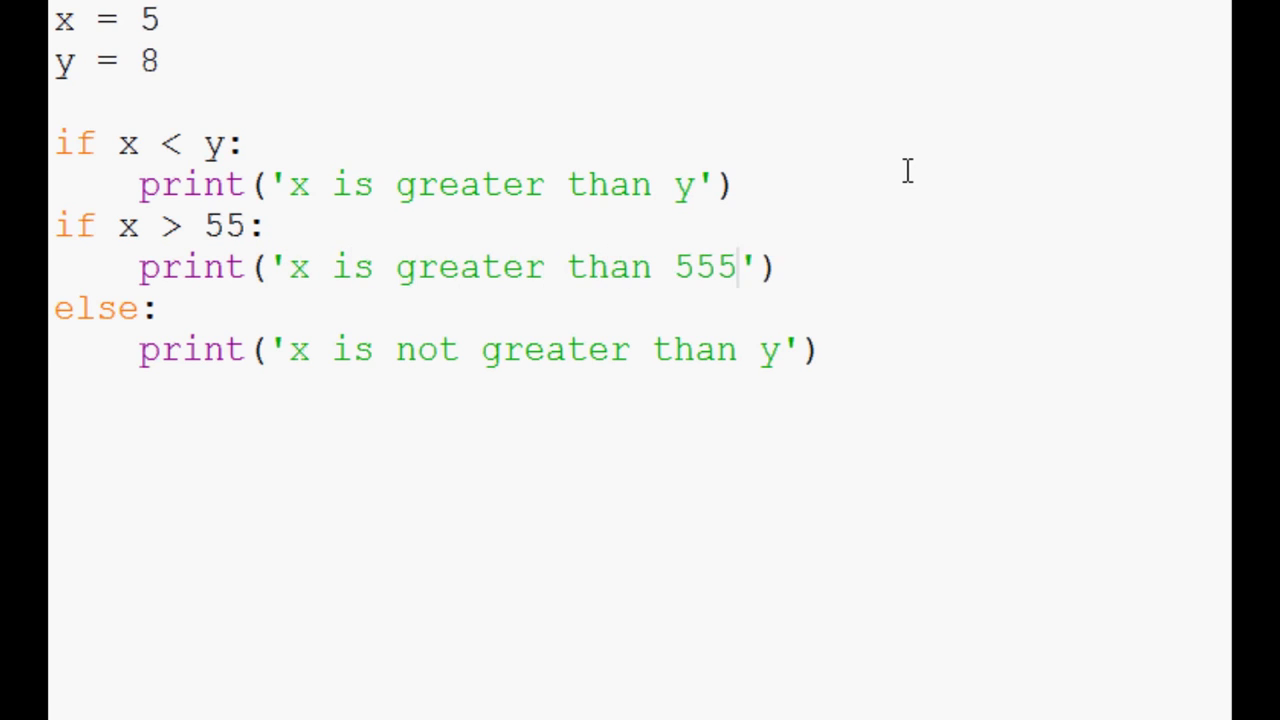 x = 5
y = 8
if x < y:
    print('x is greater than y')
if x > 55:
    print('x is greater than 555')
else:
    print('x is not greater than y')